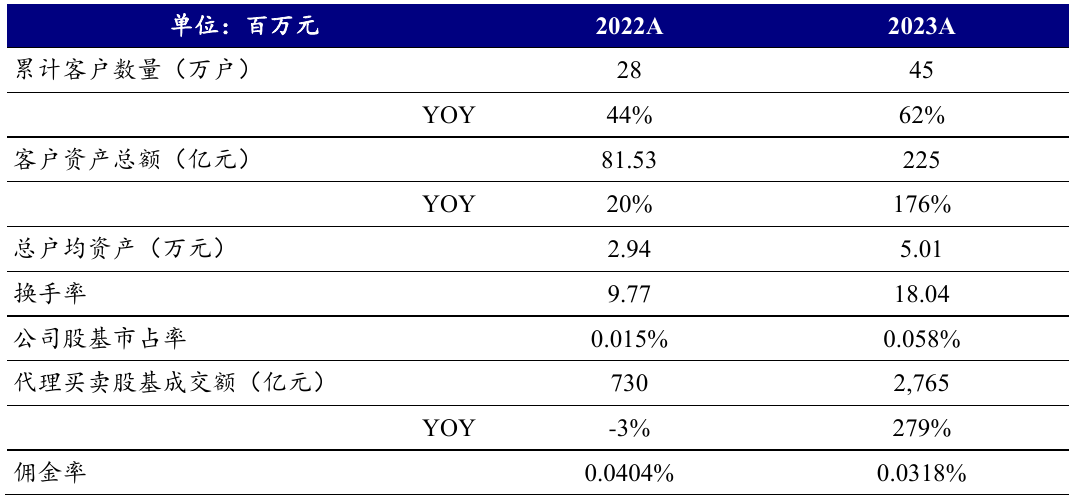 单位：百万元 2022A 2023A
累计客户数量（万户） 28 45
YOY 44% 62%
客户资产总额（亿元） 81.53 225
YOY 20% 176%
总户均资产（万元） 2.94 5.01
换手率 9.77 18.04
公司股基市占率 0.015% 0.058%
代理买卖股基成交额（亿元） 730 2,765
YOY -3% 279%
佣金率 0.0404% 0.0318%